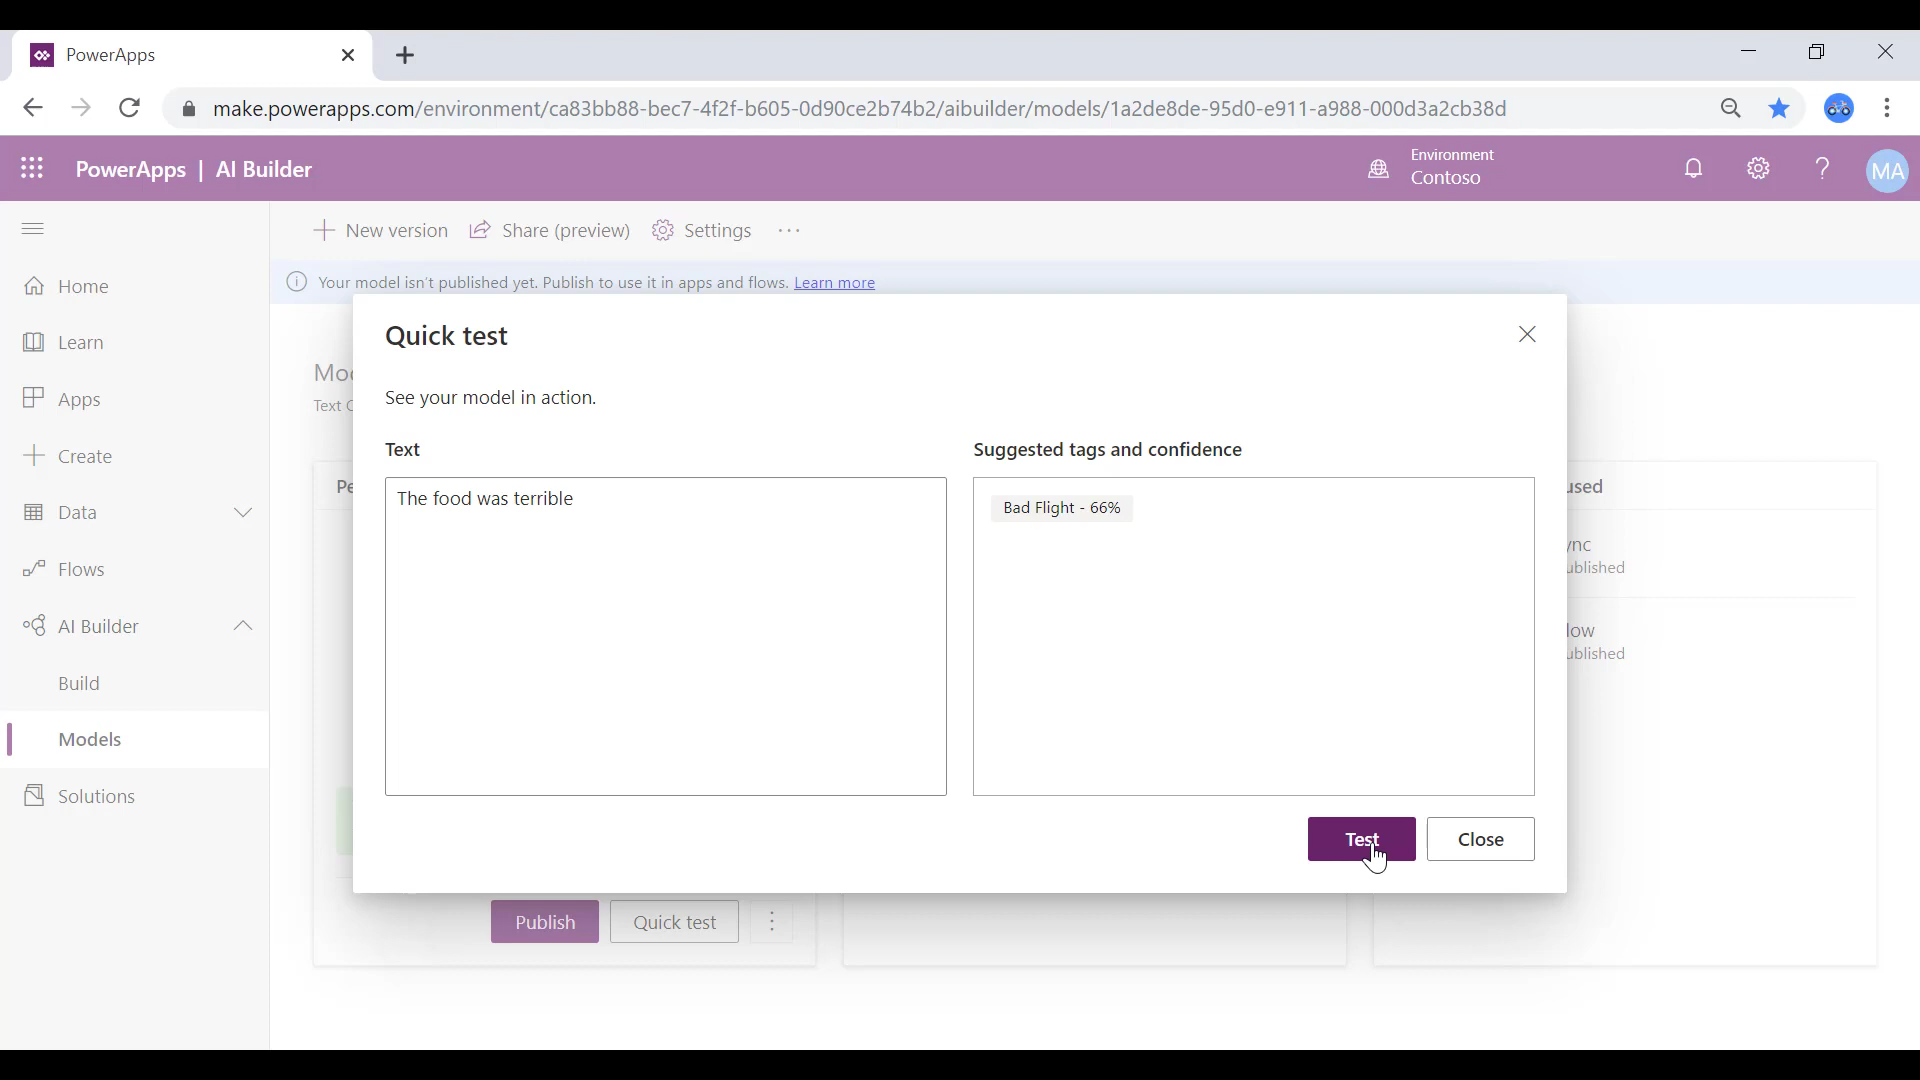 PowerApps
make.powerapps.com/environment/ca83bb88-bec7-4f2f-b605-0d90ce2b74b2/aibuilder/models/1a2de8de-95d0-e911-a988-000d3a2cb38d
PowerApps | AI Builder
Environment
Contoso
MA
New version
Share (preview)
Settings
Your model isn't published yet. Publish to use it in apps and flows. Learn more
Home
Learn
Apps
Create
Data
Flows
AI Builder
Build
Models
Solutions
Quick test
See your model in action.
Text
Suggested tags and confidence
The food was terrible
Bad Flight - 66%
Test
Close
Publish
Quick test